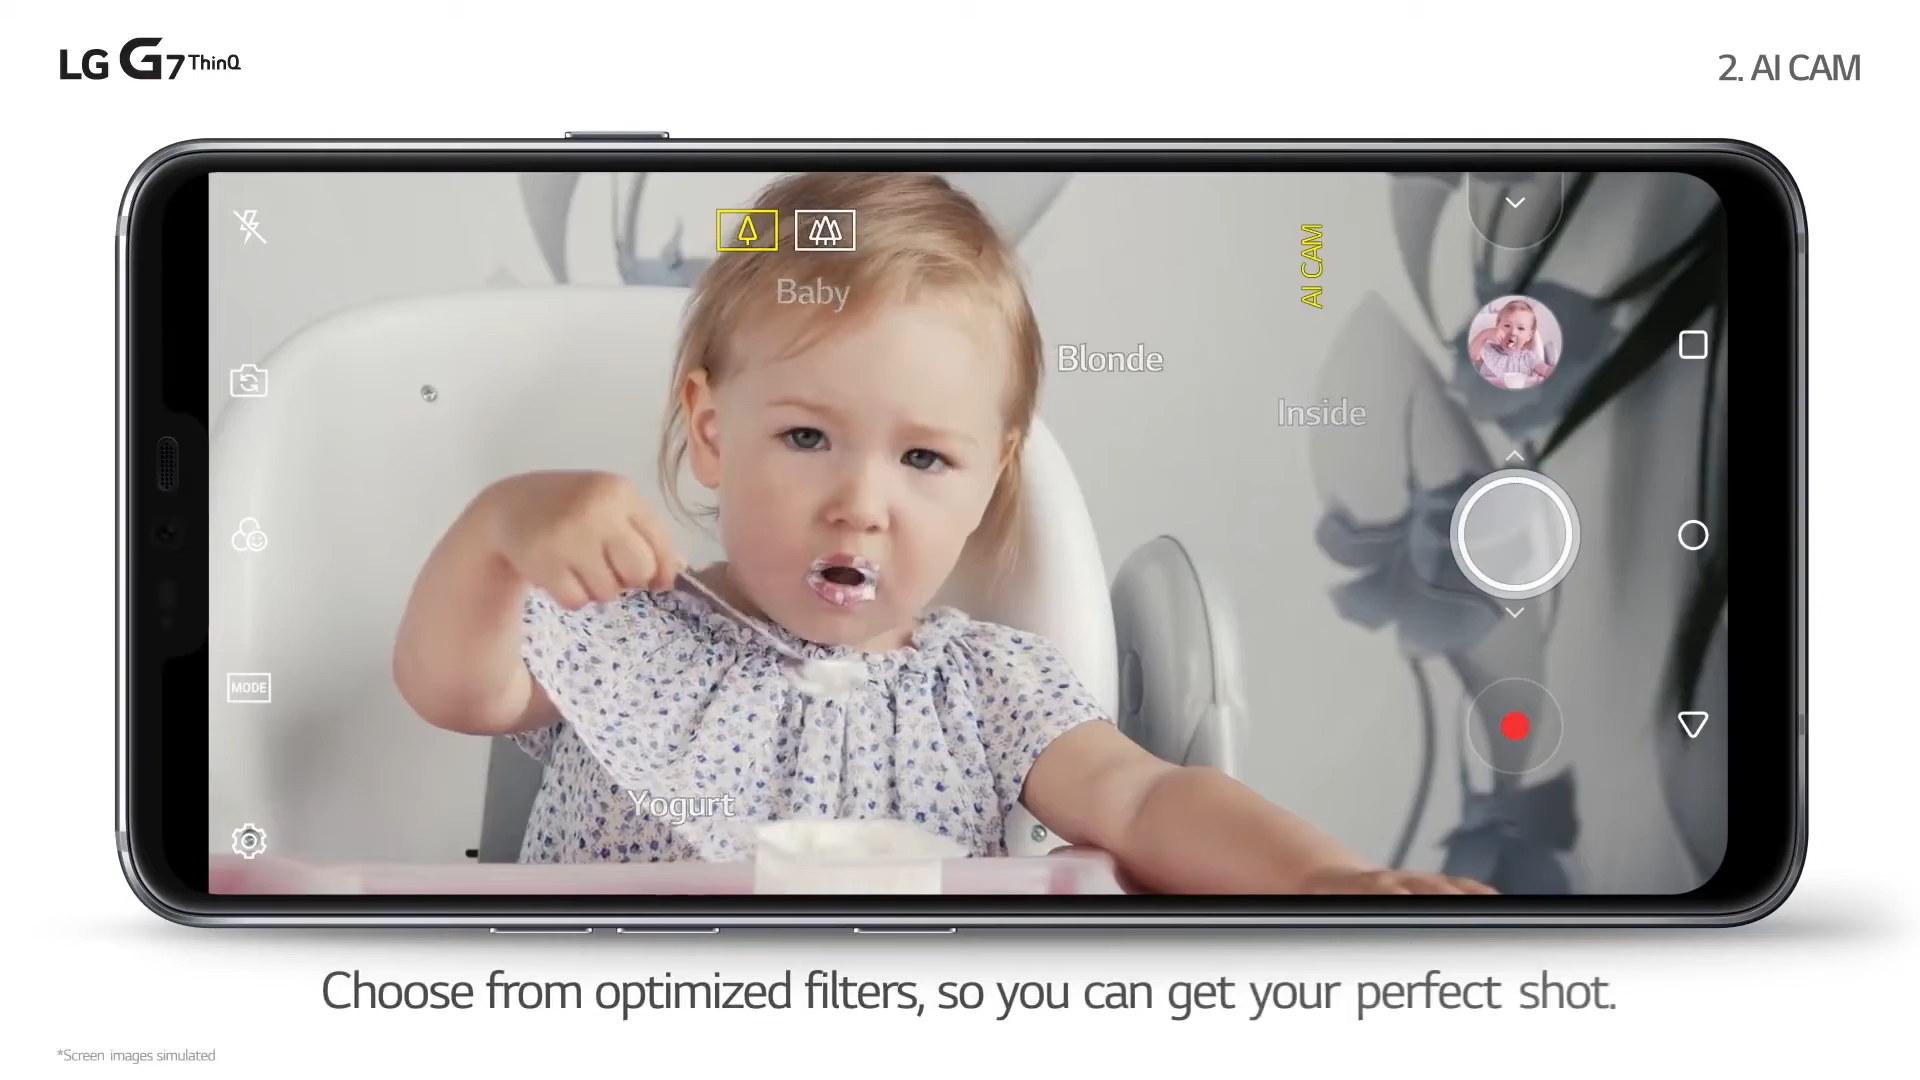 LG G7 ThinQ
2. AI CAM
AI CAM
Baby
Blonde
Inside
MODE
Yogurt
Choose from optimized filters, so you can get your perfect shot.
*Screen images simulated